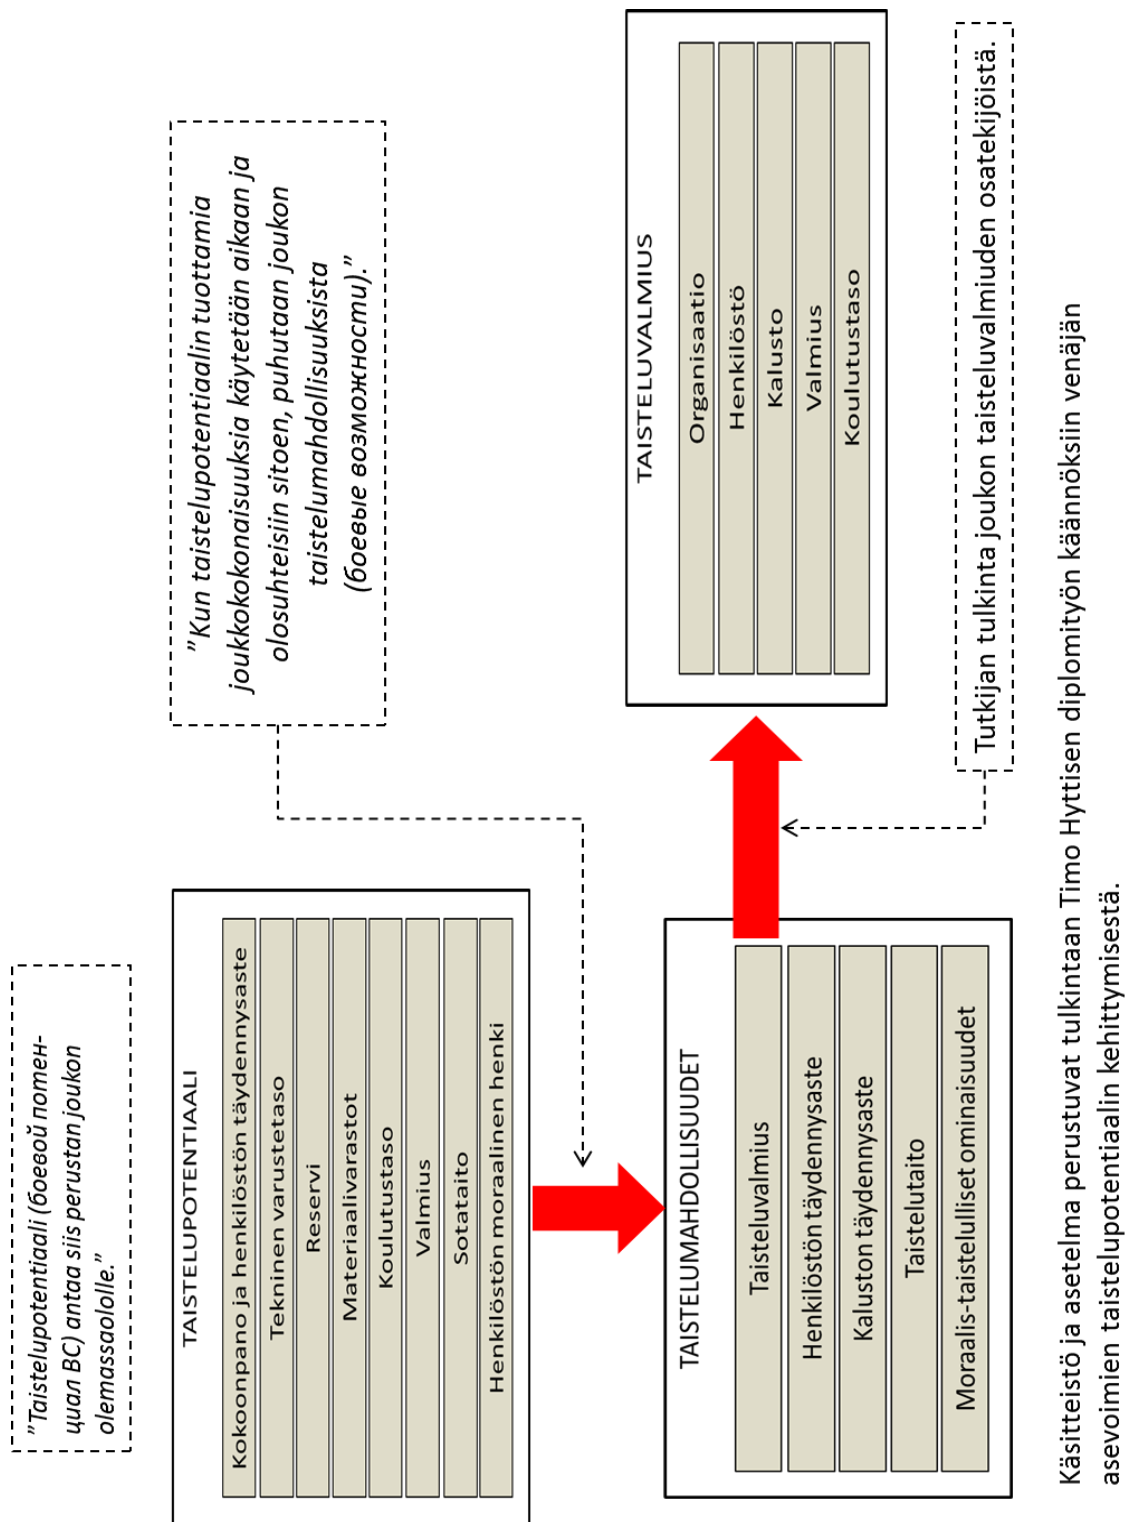 "Taistelupotentiaali (боевой потен-
циал ВС) antaa siis perustan joukon
olemassaololle."
TAISTELUPOTENTIAALI
Kokoonpano ja henkilöstön täydennysaste
Tekninen varustetaso
Reservi
Materiaalivarastot
Koulutustaso
Valmius
Sotataito
Henkilöstön moraalinen henki
"Kun taistelupotentiaalin tuottamia
joukkokokonaisuuksia käytetään aikaan ja
olosuhteisiin sitoen, puhutaan joukon
taistelumahdollisuuksista
(боевые возможности)."
TAISTELUMAHDOLLISUUDET
Taisteluvalmius
Henkilöstön täydennysaste
Kaluston täydennysaste
Taistelutaito
Moraalis-taistelulliset ominaisuudet
TAISTELUVALMIUS
Organisaatio
Henkilöstö
Kalusto
Valmius
Koulutustaso
Tutkijan tulkinta joukon taisteluvalmiuden osatekijöistä.
Käsitteistö ja asetelma perustuvat tulkintaan Timo Hyttisen diplomityön käännöksiin venäjän
asevoimien taistelupotentiaalin kehittymisestä.